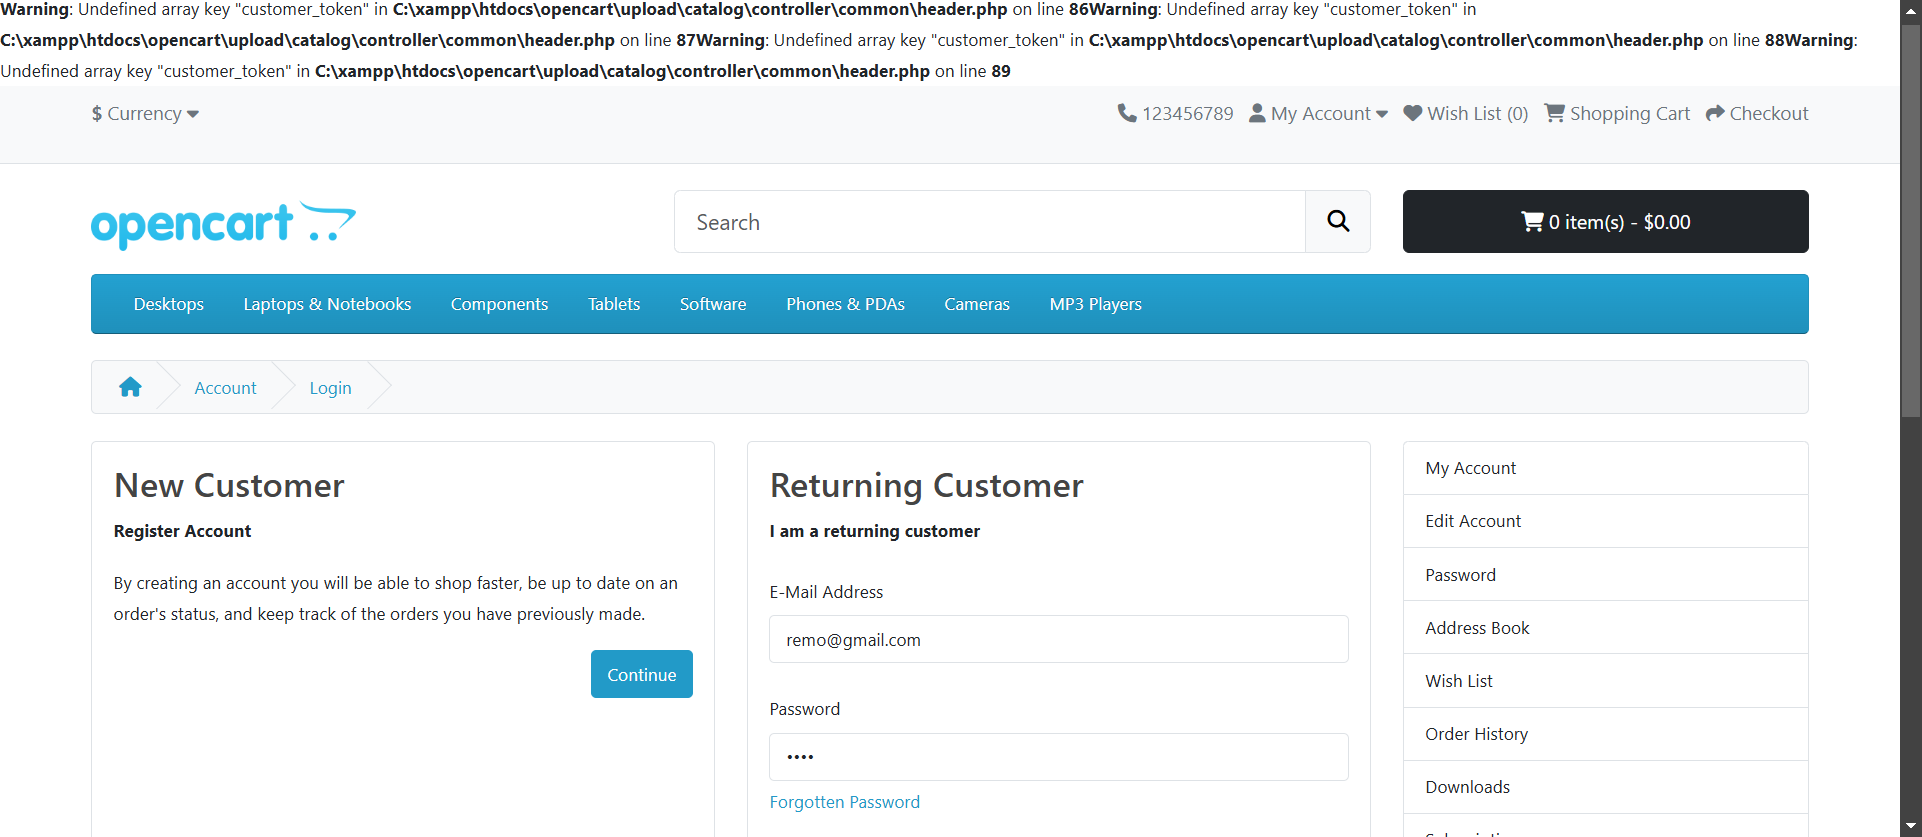 Warning: Undefined array key "customer_token" in C:\xampp\htdocs\opencart\upload\catalog\controller\common\header.php on line 86Warning: Undefined array key "customer_token" in
C:\xampp\htdocs\opencart\upload\catalog\controller\common\header.php on line 87Warning: Undefined array key "customer_token" in C:\xampp\htdocs\opencart\upload\catalog\controller\common\header.php on line 88Warning:
Undefined array key "customer_token" in C:\xampp\htdocs\opencart\upload\catalog\controller\common\header.php on line 89
$ Currency
123456789 My Account Wish List (0) Shopping Cart Checkout
opencart
Search
0 item(s) - $0.00
Desktops Laptops & Notebooks Components Tablets Software Phones & PDAs Cameras MP3 Players
Account Login
New Customer
Register Account
By creating an account you will be able to shop faster, be up to date on an
order's status, and keep track of the orders you have previously made.
Continue
Returning Customer
I am a returning customer
E-Mail Address
remo@gmail.com
Password
••••
Forgotten Password
My Account
Edit Account
Password
Address Book
Wish List
Order History
Downloads